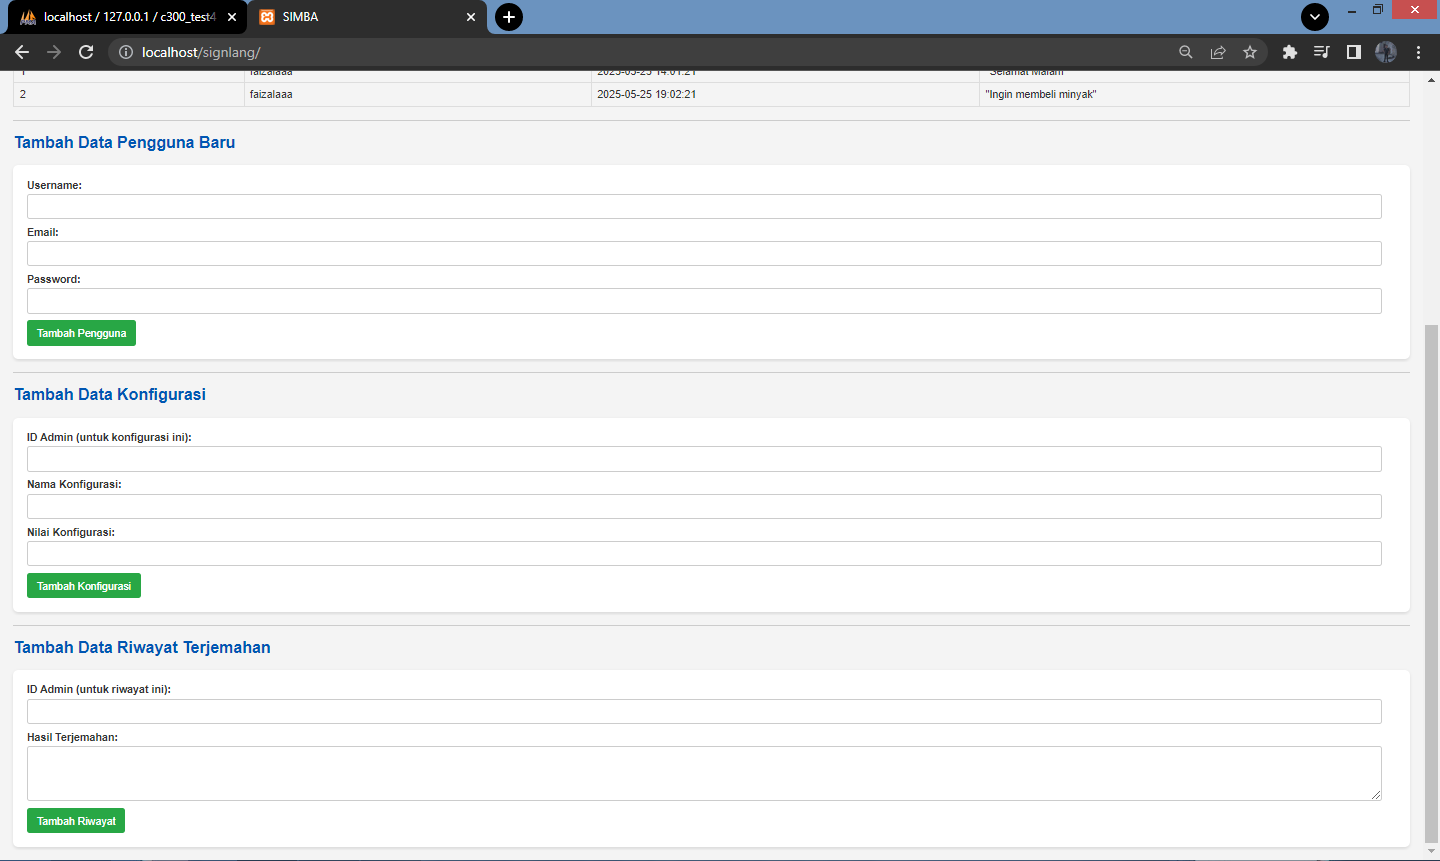 localhost / 127.0.0.1 / c300_test4
SIMBA
localhost/signlang/
1 faizalaaa 2025-05-25 14:01:21 "Selamat Malam"
2 faizalaaa 2025-05-25 19:02:21 "Ingin membeli minyak"
Tambah Data Pengguna Baru
Username:
Email:
Password:
Tambah Pengguna
Tambah Data Konfigurasi
ID Admin (untuk konfigurasi ini):
Nama Konfigurasi:
Nilai Konfigurasi:
Tambah Konfigurasi
Tambah Data Riwayat Terjemahan
ID Admin (untuk riwayat ini):
Hasil Terjemahan:
Tambah Riwayat